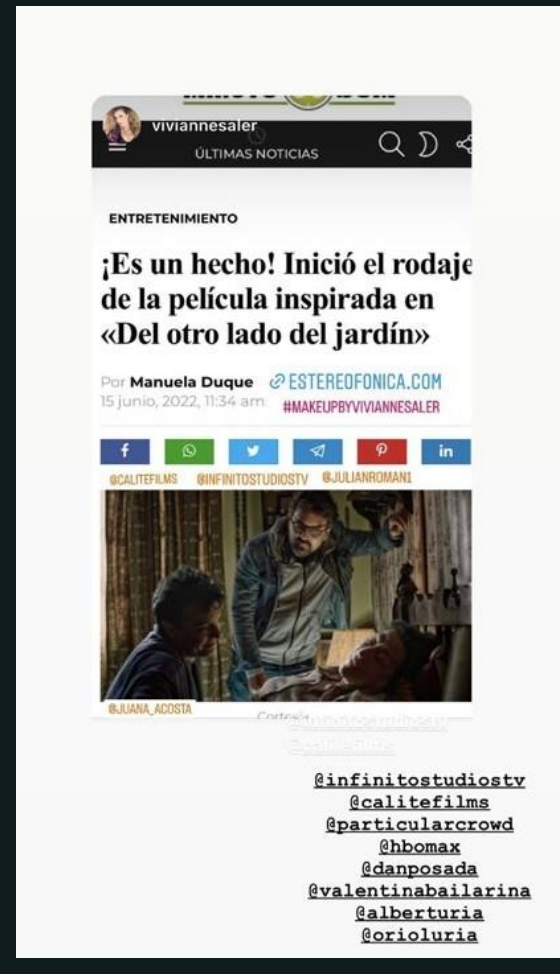 viviannesaler
ÚLTIMAS NOTICIAS
ENTRETENIMIENTO
¡Es un hecho! Inició el rodaje
de la película inspirada en
«Del otro lado del jardín»
Por Manuela Duque ESTEREOFONICA.COM
15 junio, 2022, 11:34 am #MAKEUPBYVIVIANNESALER
f in
@CALITEFILMS @INFINITOSTUDIOSTV @JULIANROMAN1
@JUANA_ACOSTA
@infinitostudiostv
@calitefilms
@particularcrowd
@hbomax
@danposada
@valentinabailarina
@alberturia
@orioluria